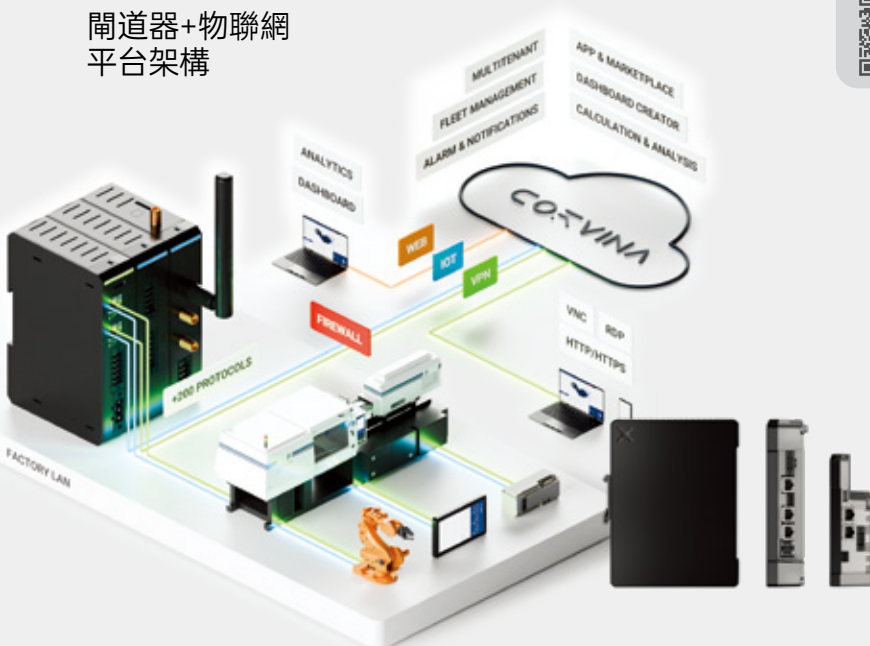 閘道器+物聯網
平台架構
MULTITENANT
FLEET MANAGEMENT
ALARM & NOTIFICATIONS
APP & MARKETPLACE
DASHBOARD CREATOR
CALCULATION & ANALYSIS
ANALYTICS
DASHBOARD
CORVINA
WEB
IOT
VPN
FIREWALL
VNC
RDP
HTTP/HTTPS
+200 PROTOCOLS
FACTORY LAN